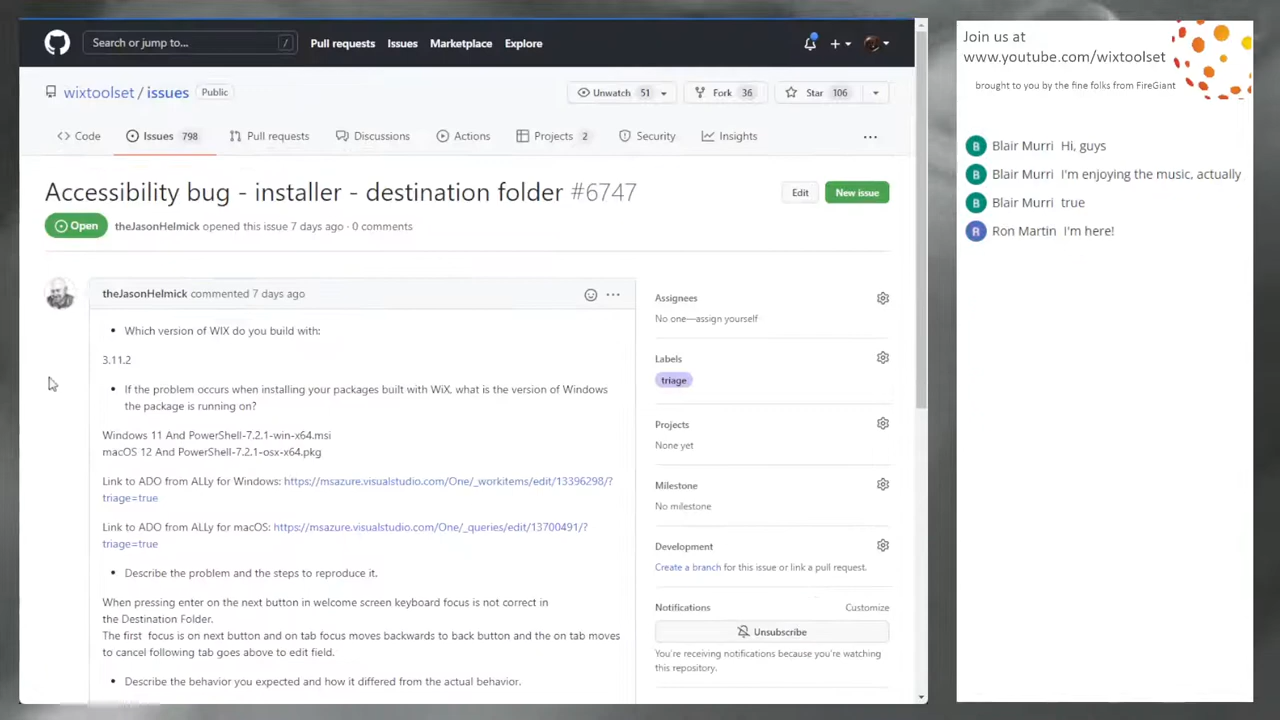 Search or jump to...
/
Pull requests
Issues
Marketplace
Explore
wixtoolset / issues
Public
Unwatch 51
Fork 36
Star 106
Code
Issues 798
Pull requests
Discussions
Actions
Projects 2
Security
Insights
Accessibility bug - installer - destination folder #6747
Edit
New issue
Open
theJasonHelmick opened this issue 7 days ago · 0 comments
theJasonHelmick commented 7 days ago
• Which version of WIX do you build with:
3.11.2
• If the problem occurs when installing your packages built with WiX. what is the version of Windows
the package is running on?
Windows 11 And PowerShell-7.2.1-win-x64.msi
macOS 12 And PowerShell-7.2.1-osx-x64.pkg
Link to ADO from ALLy for Windows: https://msazure.visualstudio.com/One/_workitems/edit/13396298/?
triage=true
Link to ADO from ALLy for macOS: https://msazure.visualstudio.com/One/_queries/edit/13700491/?
triage=true
• Describe the problem and the steps to reproduce it.
When pressing enter on the next button in welcome screen keyboard focus is not correct in
the Destination Folder.
The first focus is on next button and on tab focus moves backwards to back button and the on tab moves
to cancel following tab goes above to edit field.
• Describe the behavior you expected and how it differed from the actual behavior.
Assignees
No one—assign yourself
Labels
triage
Projects
None yet
Milestone
No milestone
Development
Create a branch for this issue or link a pull request.
Notifications
Customize
Unsubscribe
You're receiving notifications because you're watching
this repository.
Join us at
www.youtube.com/wixtoolset
brought to you by the fine folks from FireGiant
B Blair Murri Hi, guys
B Blair Murri I'm enjoying the music, actually
B Blair Murri true
R Ron Martin I'm here!